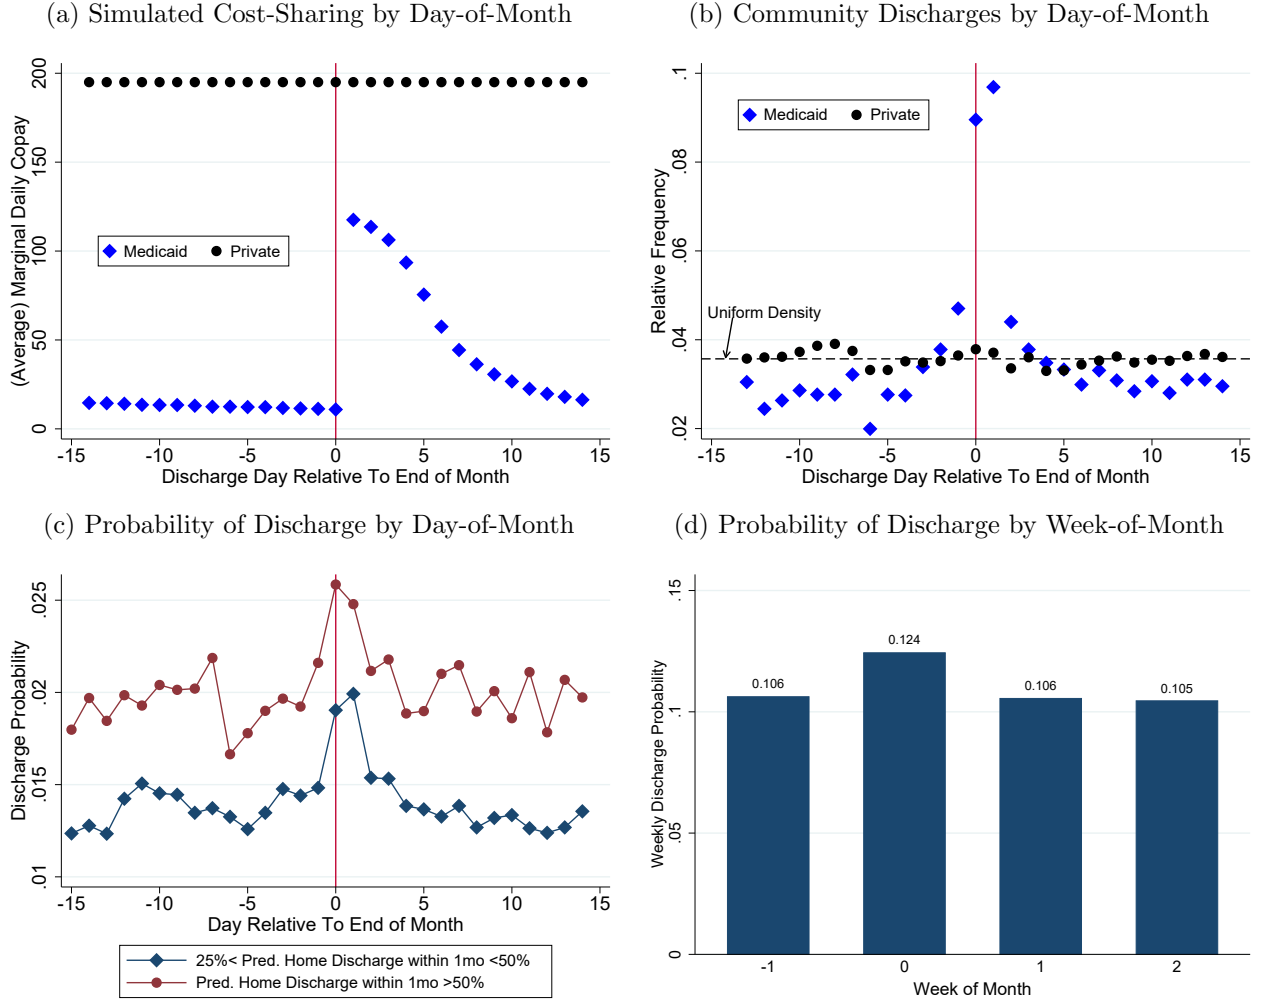 (a) Simulated Cost-Sharing by Day-of-Month
(Average) Marginal Daily Copay
200
150
100
50
0
Medicaid Private
-15 -10 -5 0 5 10 15
Discharge Day Relative To End of Month
(b) Community Discharges by Day-of-Month
Relative Frequency
.1
.08
.06
.04
.02
Medicaid Private
Uniform Density
-15 -10 -5 0 5 10 15
Discharge Day Relative To End of Month
(c) Probability of Discharge by Day-of-Month
Discharge Probability
.025
.02
.015
.01
-15 -10 -5 0 5 10 15
Day Relative To End of Month
25%< Pred. Home Discharge within 1mo <50%
Pred. Home Discharge within 1mo >50%
(d) Probability of Discharge by Week-of-Month
Weekly Discharge Probability
.15
.1
.05
0
0.106
0.124
0.106
0.105
-1 0 1 2
Week of Month